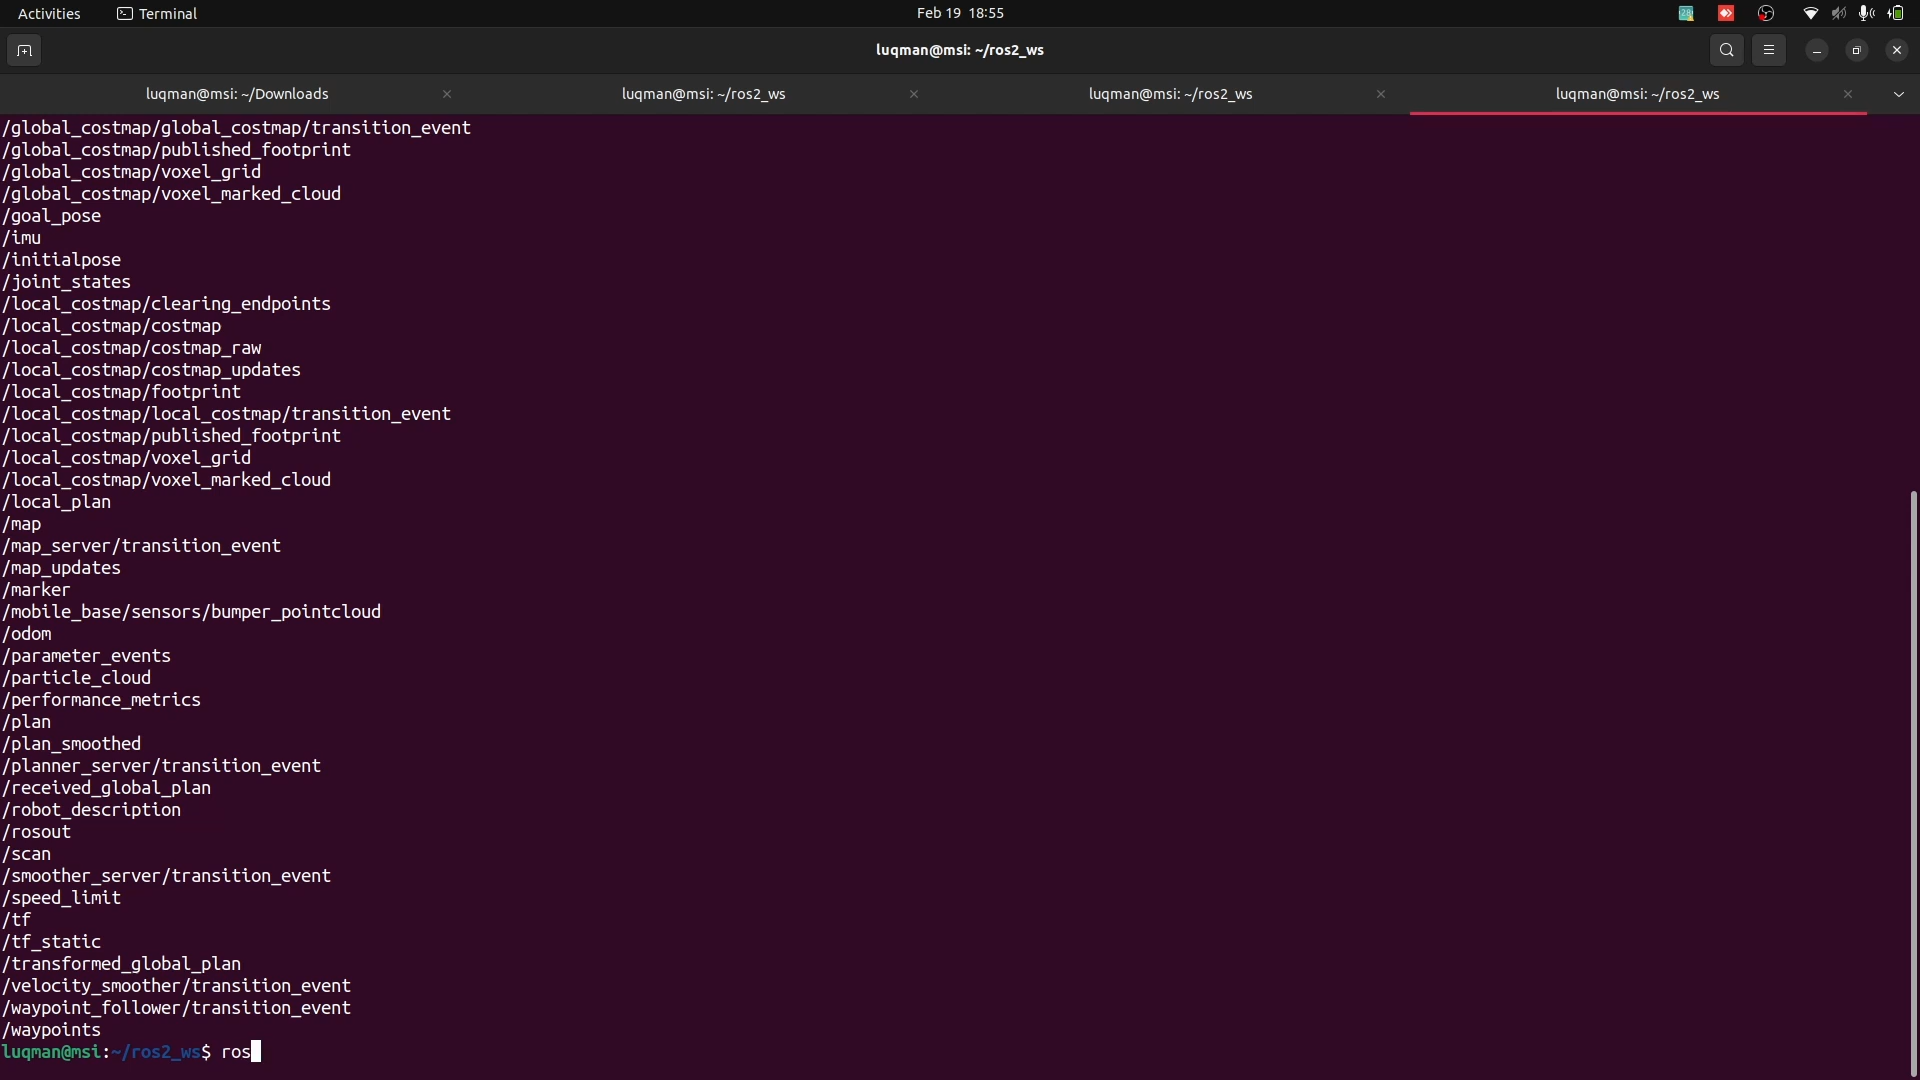 Activities
Terminal
Feb 19 18:55
luqman@msi: ~/ros2_ws
luqman@msi: ~/Downloads
luqman@msi: ~/ros2_ws
luqman@msi: ~/ros2_ws
luqman@msi: ~/ros2_ws
/global_costmap/global_costmap/transition_event
/global_costmap/published_footprint
/global_costmap/voxel_grid
/global_costmap/voxel_marked_cloud
/goal_pose
/imu
/initialpose
/joint_states
/local_costmap/clearing_endpoints
/local_costmap/costmap
/local_costmap/costmap_raw
/local_costmap/costmap_updates
/local_costmap/footprint
/local_costmap/local_costmap/transition_event
/local_costmap/published_footprint
/local_costmap/voxel_grid
/local_costmap/voxel_marked_cloud
/local_plan
/map
/map_server/transition_event
/map_updates
/marker
/mobile_base/sensors/bumper_pointcloud
/odom
/parameter_events
/particle_cloud
/performance_metrics
/plan
/plan_smoothed
/planner_server/transition_event
/received_global_plan
/robot_description
/rosout
/scan
/smoother_server/transition_event
/speed_limit
/tf
/tf_static
/transformed_global_plan
/velocity_smoother/transition_event
/waypoint_follower/transition_event
/waypoints
luqman@msi:~/ros2_ws$ ros